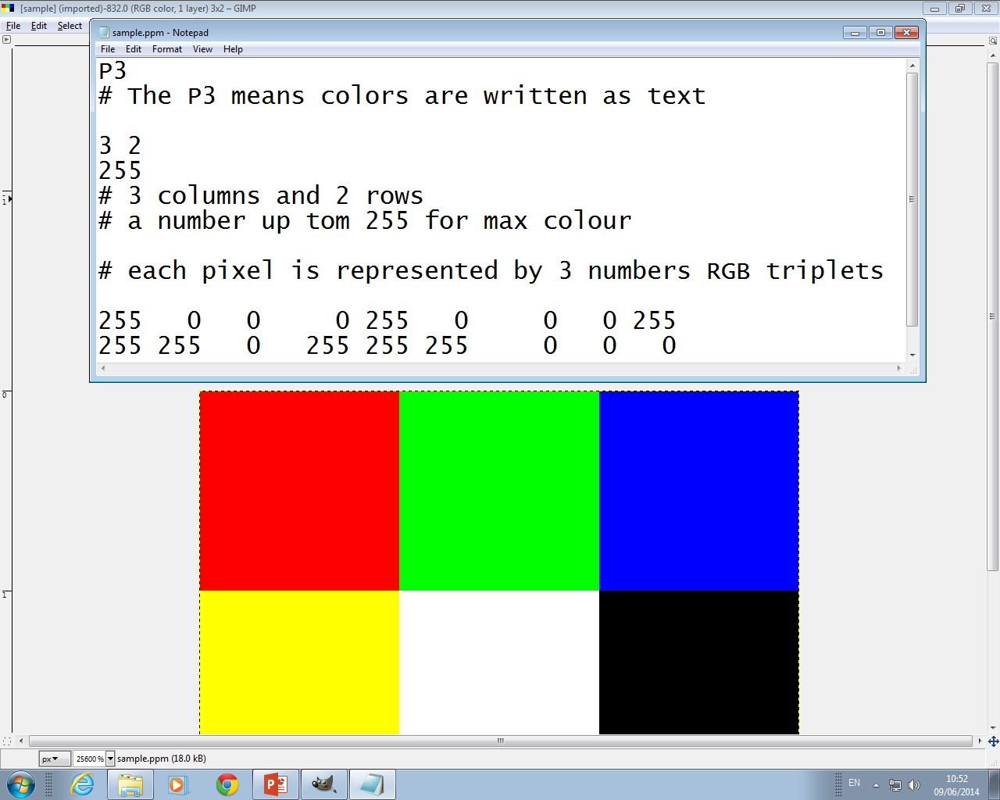 [sample] (imported)-832.0 (RGB color, 1 layer) 3x2 – GIMP
File Edit Select
sample.ppm - Notepad
File Edit Format View Help
P3
# The P3 means colors are written as text
3 2
255
# 3 columns and 2 rows
# a number up tom 255 for max colour
# each pixel is represented by 3 numbers RGB triplets
255 0 0 0 255 0 0 0 255
255 255 0 255 255 255 0 0 0
1
0
1
px 25600 % sample.ppm (18.0 kB)
EN
10:52
09/06/2014